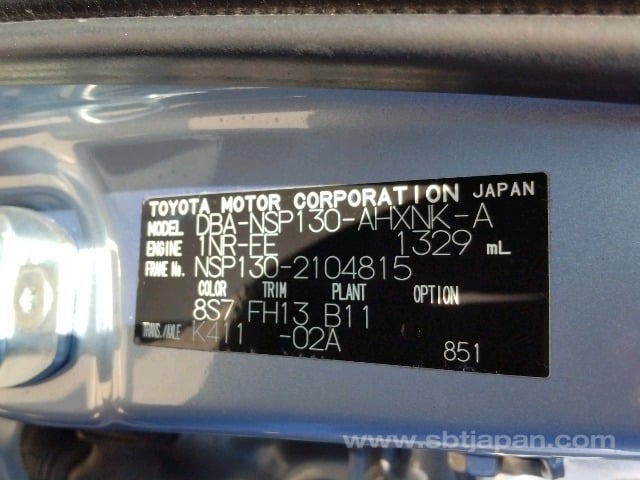 TOYOTA MOTOR CORPORATION JAPAN
MODEL DBA-NSP130-AHXNK-A
ENGINE 1NR-FE 1329 mL
FRAME No. NSP130-2104815
COLOR TRIM PLANT OPTION
8S7 FH13 B11
TRANS./AXLE K411 -02A
851
www.sbtjapan.com